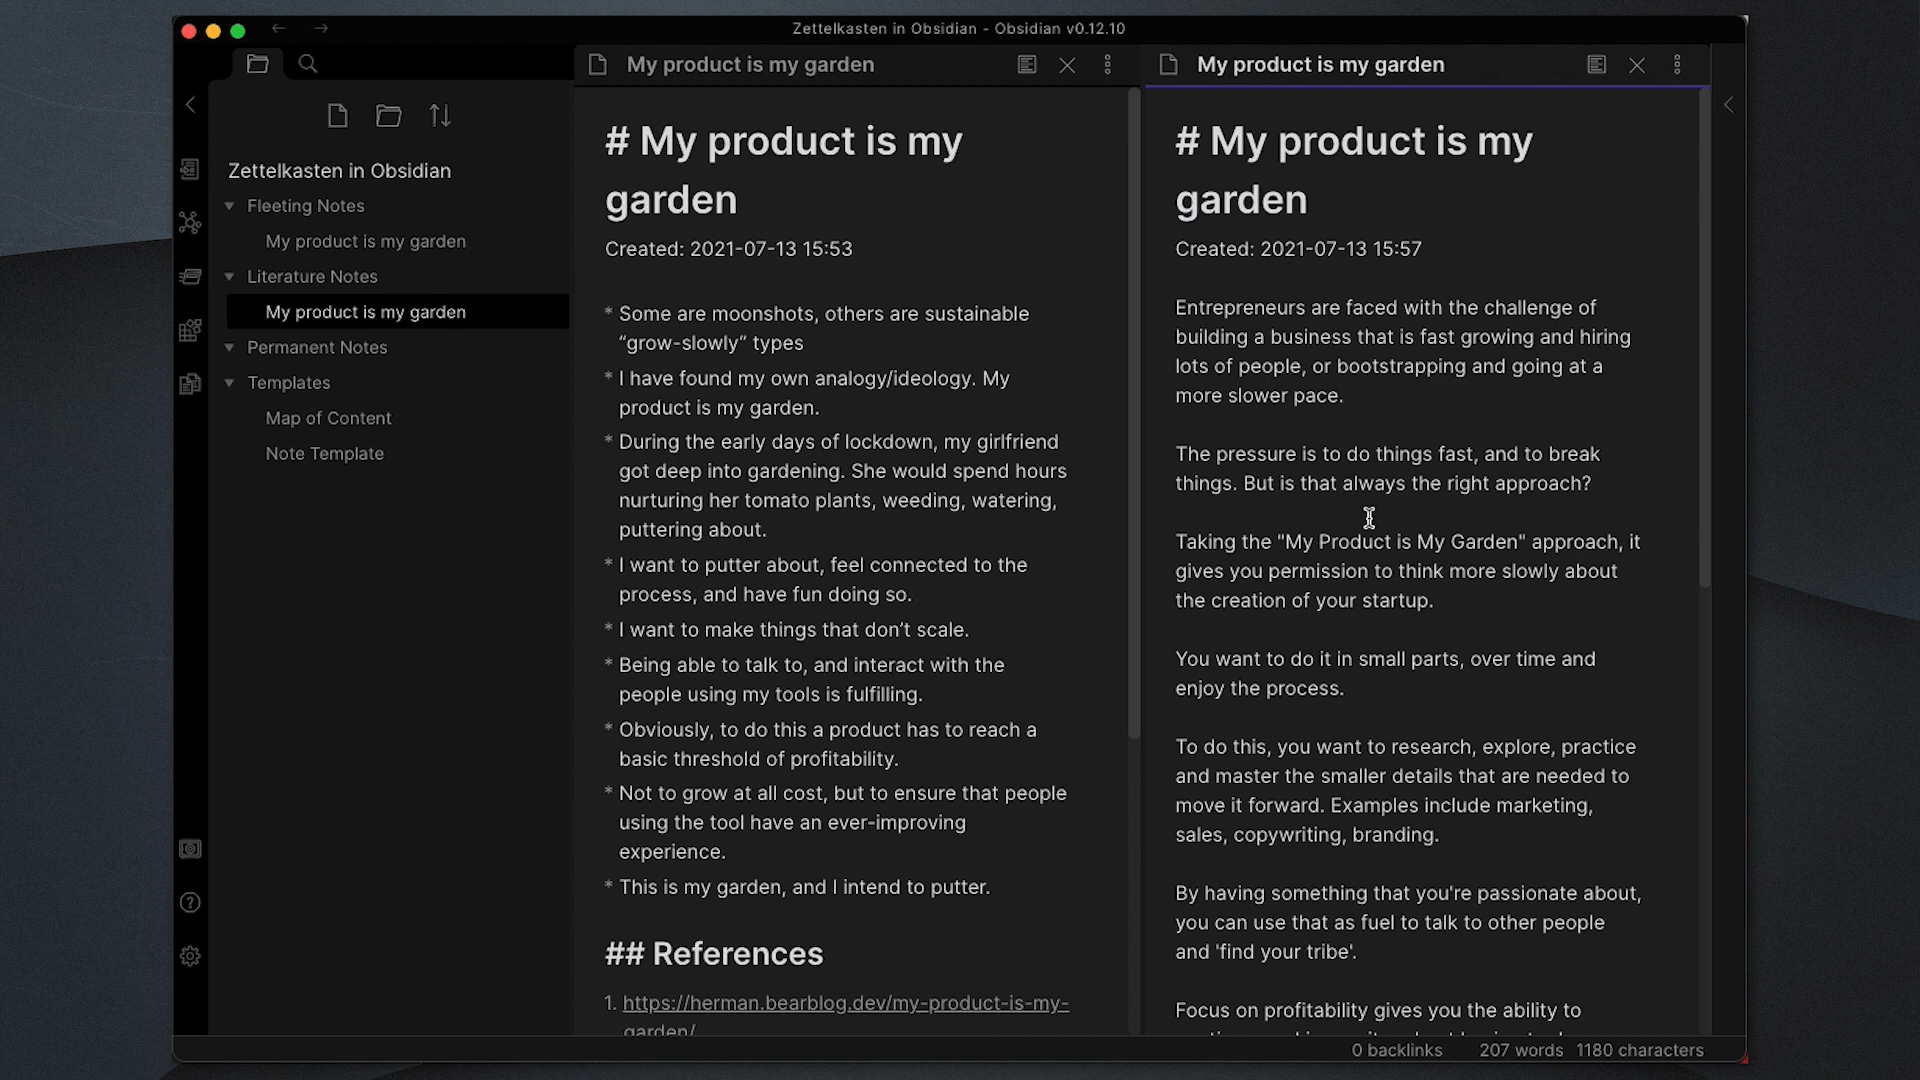 Zettelkasten in Obsidian - Obsidian v0.12.10
My product is my garden
My product is my garden
Zettelkasten in Obsidian
Fleeting Notes
My product is my garden
Literature Notes
My product is my garden
Permanent Notes
Templates
Map of Content
Note Template
# My product is my
garden
Created: 2021-07-13 15:53
* Some are moonshots, others are sustainable
“grow-slowly” types
* I have found my own analogy/ideology. My
product is my garden.
* During the early days of lockdown, my girlfriend
got deep into gardening. She would spend hours
nurturing her tomato plants, weeding, watering,
puttering about.
* I want to putter about, feel connected to the
process, and have fun doing so.
* I want to make things that don’t scale.
* Being able to talk to, and interact with the
people using my tools is fulfilling.
* Obviously, to do this a product has to reach a
basic threshold of profitability.
* Not to grow at all cost, but to ensure that people
using the tool have an ever-improving
experience.
* This is my garden, and I intend to putter.
## References
1. https://herman.bearblog.dev/my-product-is-my-
garden/
# My product is my
garden
Created: 2021-07-13 15:57
Entrepreneurs are faced with the challenge of
building a business that is fast growing and hiring
lots of people, or bootstrapping and going at a
more slower pace.
The pressure is to do things fast, and to break
things. But is that always the right approach?
Taking the "My Product is My Garden" approach, it
gives you permission to think more slowly about
the creation of your startup.
You want to do it in small parts, over time and
enjoy the process.
To do this, you want to research, explore, practice
and master the smaller details that are needed to
move it forward. Examples include marketing,
sales, copywriting, branding.
By having something that you're passionate about,
you can use that as fuel to talk to other people
and 'find your tribe'.
Focus on profitability gives you the ability to
0 backlinks 207 words 1180 characters